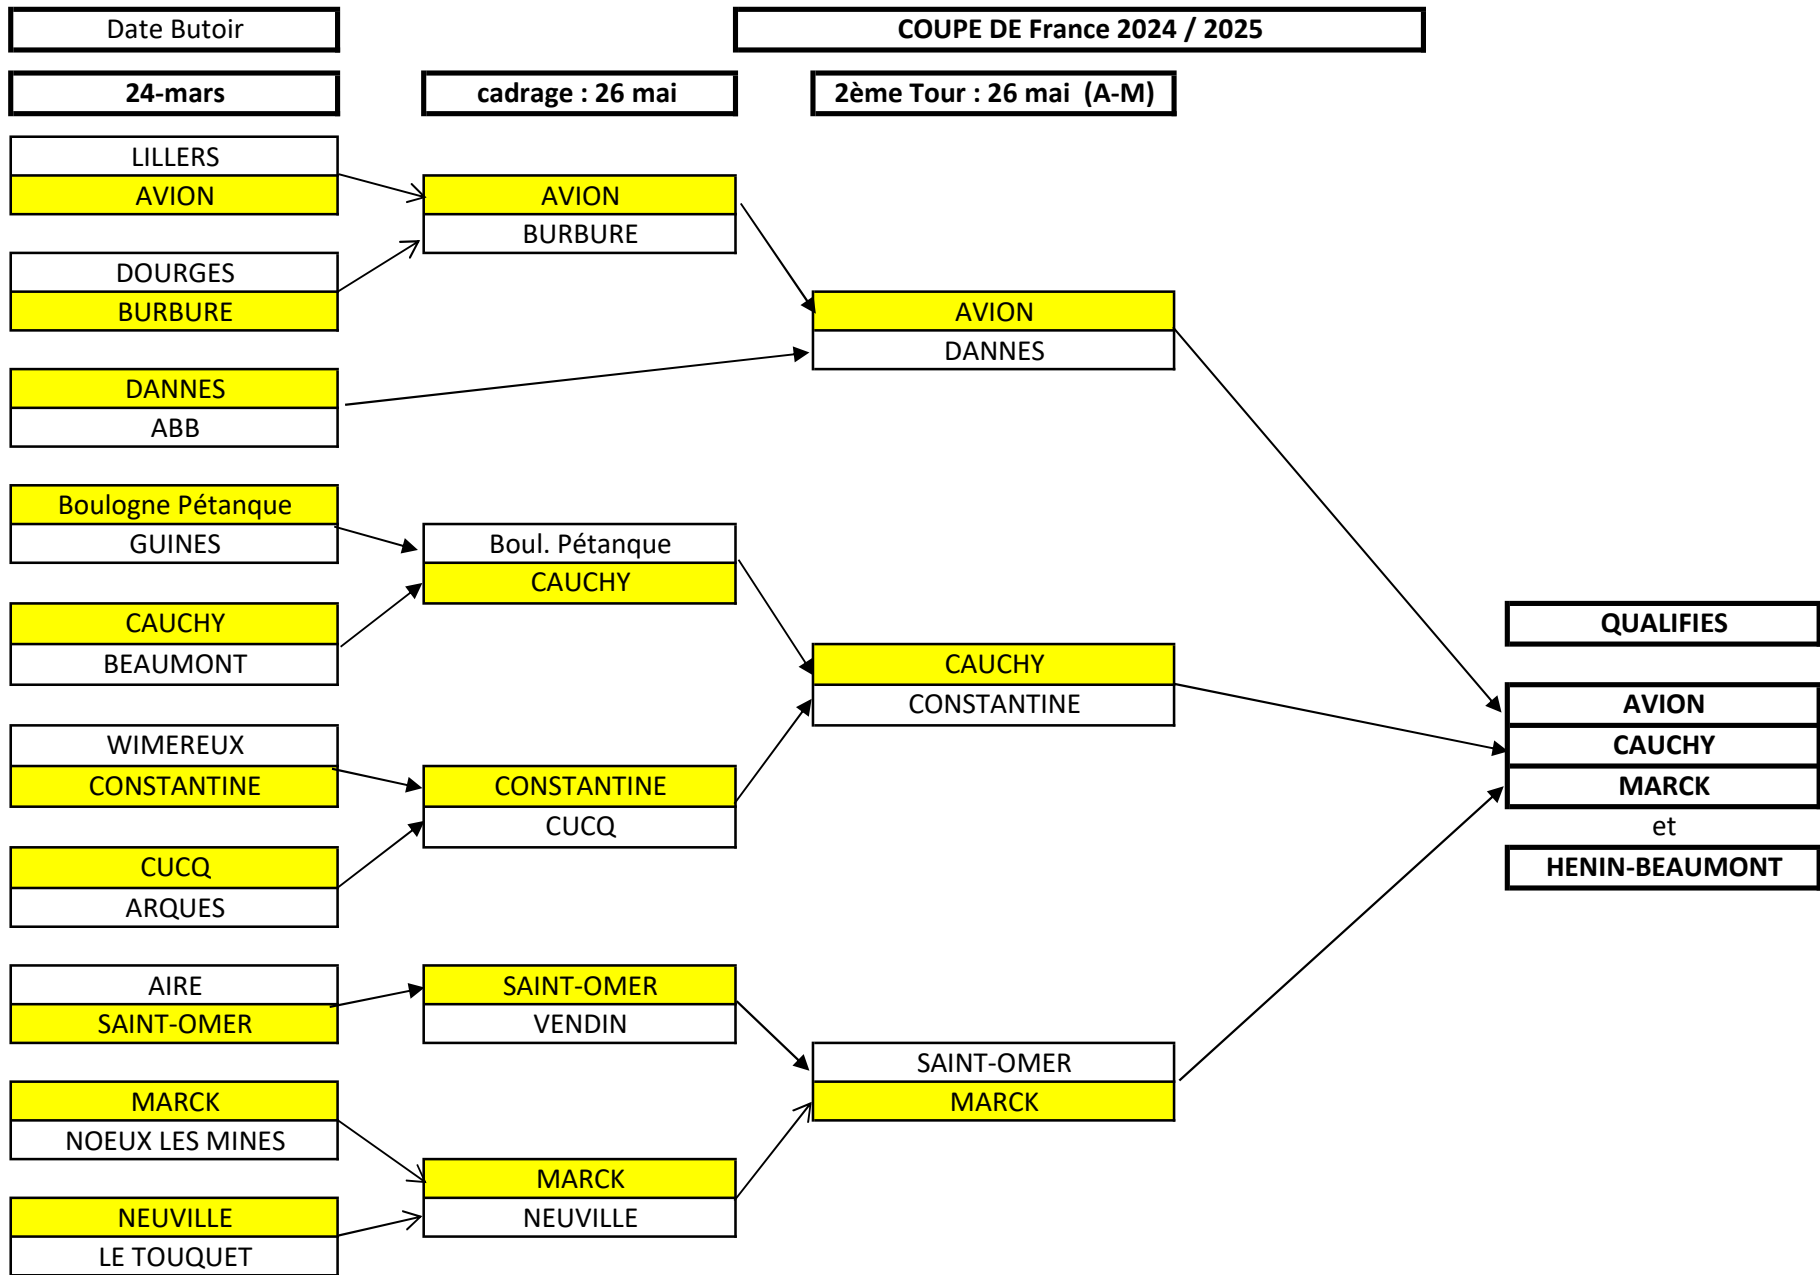 Date Butoir
COUPE DE France 2024 / 2025
24-mars
cadrage : 26 mai
2ème Tour : 26 mai  (A-M)
LILLERS
AVION
DOURGES
BURBURE
DANNES
ABB
Boulogne Pétanque
GUINES
CAUCHY
BEAUMONT
WIMEREUX
CONSTANTINE
CUCQ
ARQUES
AIRE
SAINT-OMER
MARCK
NOEUX LES MINES
NEUVILLE
LE TOUQUET
AVION
BURBURE
Boul. Pétanque
CAUCHY
CONSTANTINE
CUCQ
SAINT-OMER
VENDIN
MARCK
NEUVILLE
AVION
DANNES
CAUCHY
CONSTANTINE
SAINT-OMER
MARCK
QUALIFIES
AVION
CAUCHY
MARCK
et
HENIN-BEAUMONT